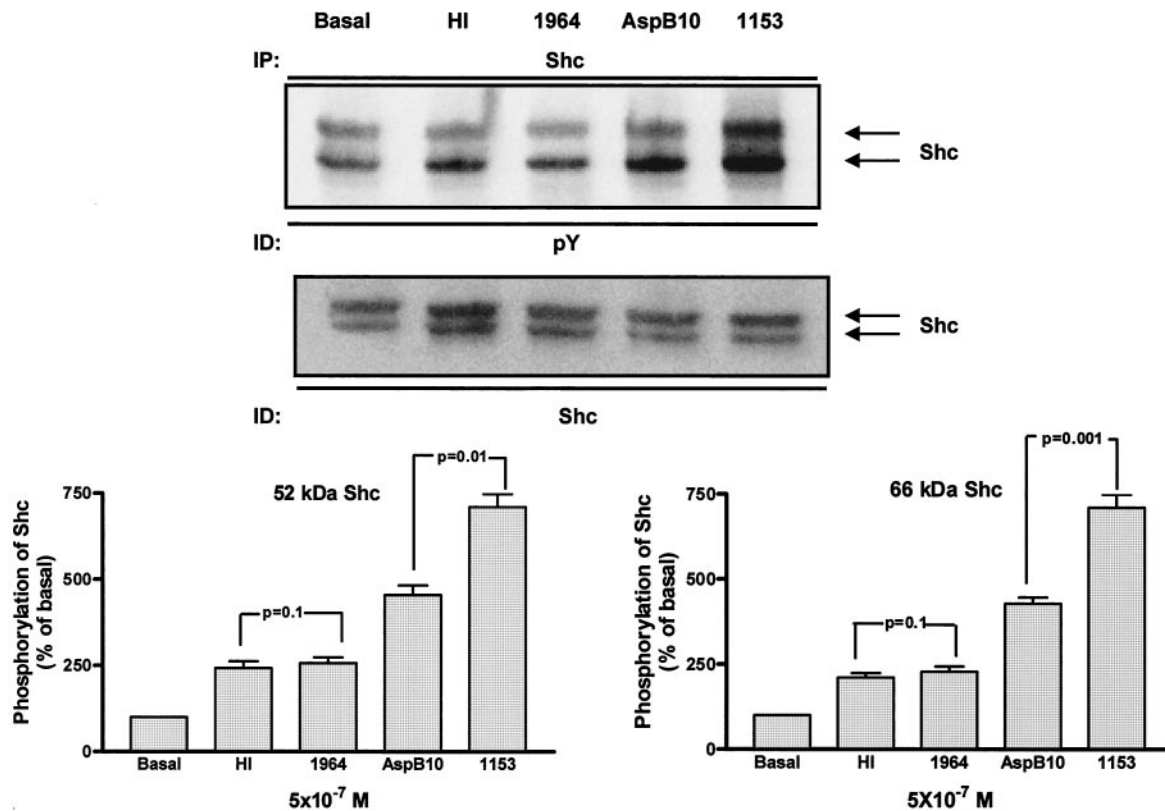 Basal HI 1964 AspB10 1153
IP: Shc
Shc
ID: pY
Shc
ID: Shc
p=0.01
52 kDa Shc
p=0.1
Phosphorylation of Shc
(% of basal)
750
500
250
0
Basal HI 1964 AspB10 1153
5x10⁻⁷ M
p=0.001
66 kDa Shc
p=0.1
Phosphorylation of Shc
(% of basal)
750
500
250
0
Basal HI 1964 AspB10 1153
5X10⁻⁷ M